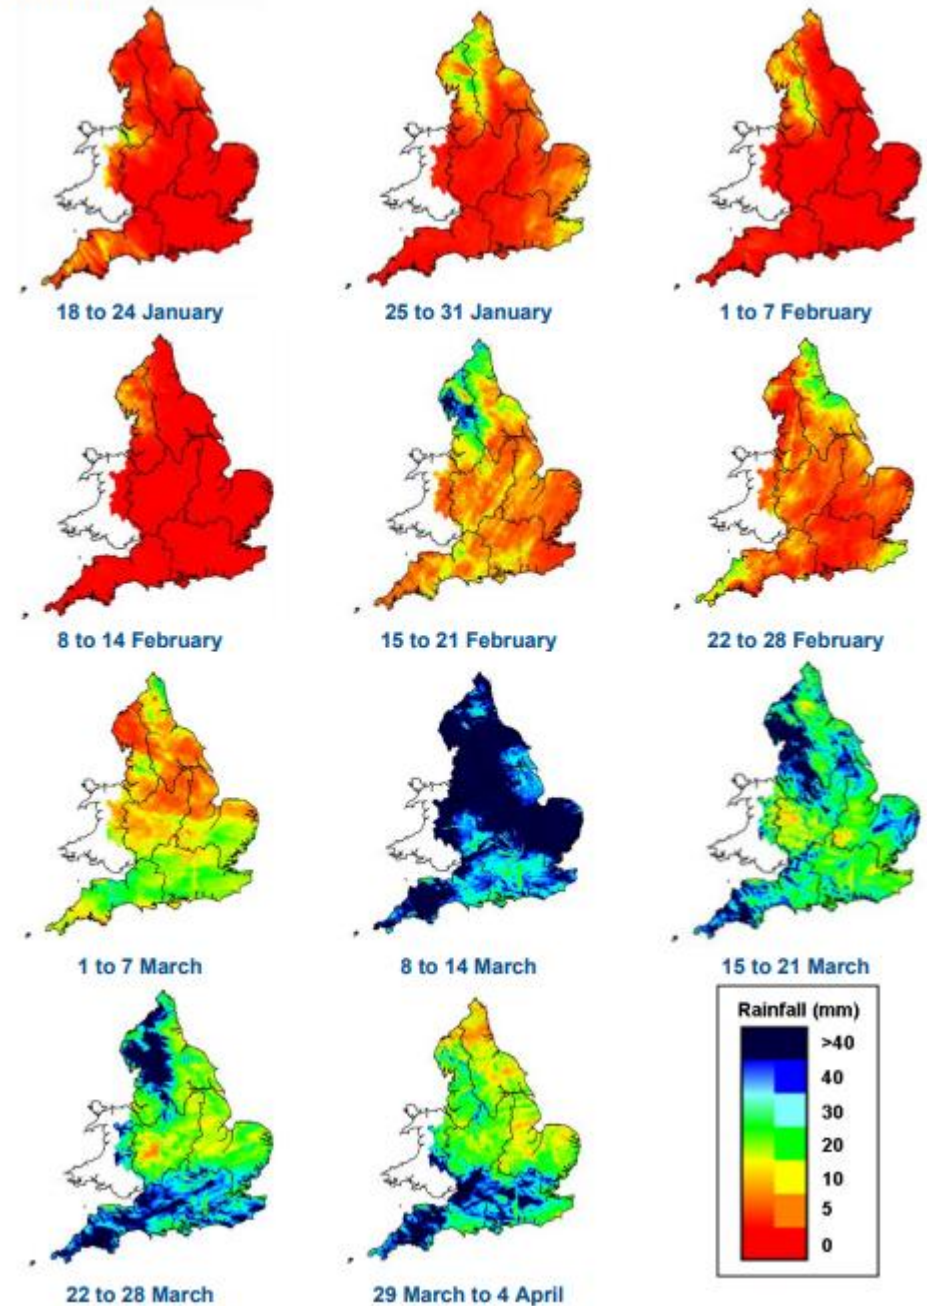 18 to 24 January
25 to 31 January
1 to 7 February
8 to 14 February
15 to 21 February
22 to 28 February
1 to 7 March
8 to 14 March
15 to 21 March
22 to 28 March
29 March to 4 April
Rainfall (mm)
>40
40
30
20
10
5
0